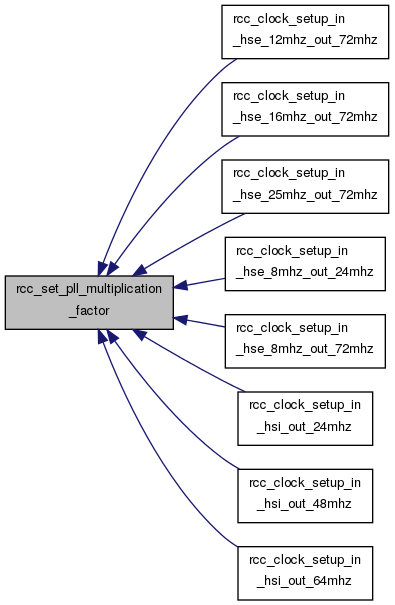 rcc_clock_setup_in
_hse_12mhz_out_72mhz
rcc_clock_setup_in
_hse_16mhz_out_72mhz
rcc_clock_setup_in
_hse_25mhz_out_72mhz
rcc_clock_setup_in
_hse_8mhz_out_24mhz
rcc_set_pll_multiplication
_factor
rcc_clock_setup_in
_hse_8mhz_out_72mhz
rcc_clock_setup_in
_hsi_out_24mhz
rcc_clock_setup_in
_hsi_out_48mhz
rcc_clock_setup_in
_hsi_out_64mhz